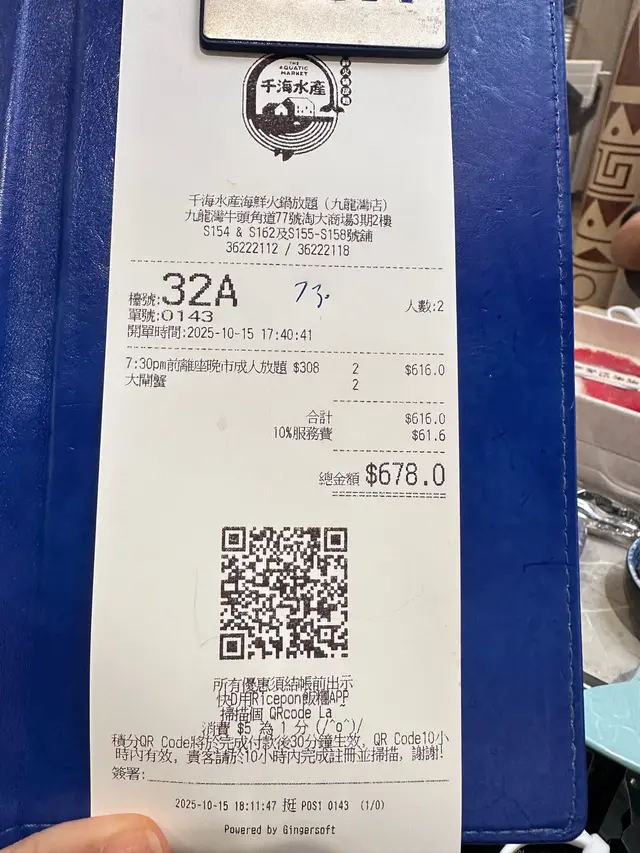 THE
AQUATIC
MARKET
千海水產
千海水產海鮮火鍋放題（九龍灣店）
九龍灣牛頭角道77號淘大商場3期2樓
S154 & S162及S155-S158號舖
36222112 / 36222118
檯號:32A
人數:2
單號:0143
開單時間:2025-10-15 17:40:41
7:30pm前離座晚市成人放題 $308 2 $616.0
大閘蟹 2
合計 $616.0
10%服務費 $61.6
總金額 $678.0
所有優惠須結帳前出示
快D用Ricepon飯糰APP
掃描個 QRcode La ~
消費 $5 為 1 分 (/^o^)/
積分QR Code將於完成付款後30分鐘生效, QR Code10小
時內有效, 貴客請於10小時內完成註冊並掃描, 謝謝!
簽署:
2025-10-15 18:11:47 挺 POS1 0143 (1/0)
Powered by Gingersoft